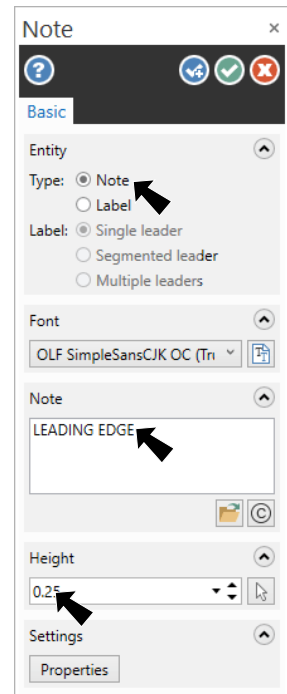 Note ×
Basic
Entity
Type: Note
Label
Label: Single leader
Segmented leader
Multiple leaders
Font
OLF SimpleSansCJK OC (Tru
Note
LEADING EDGE
©
Height
0.25
Settings
Properties